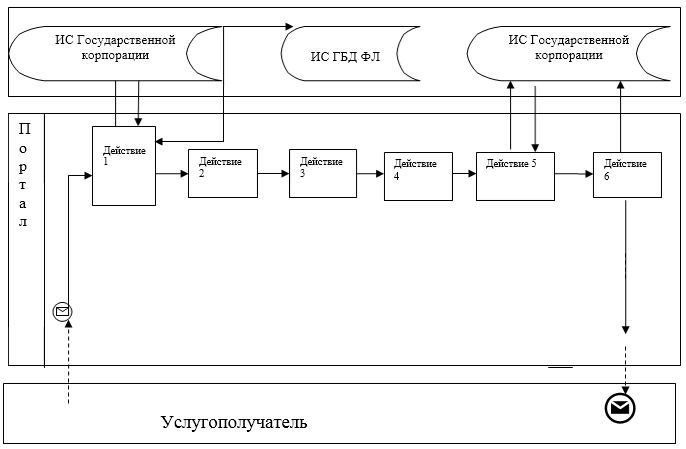 ИС Государственной
корпорации
ИС ГБД ФЛ
ИС Государственной
корпорации
Портал
Действие
1
Действие
2
Действие
3
Действие
4
Действие 5
Действие
6
Услугополучатель